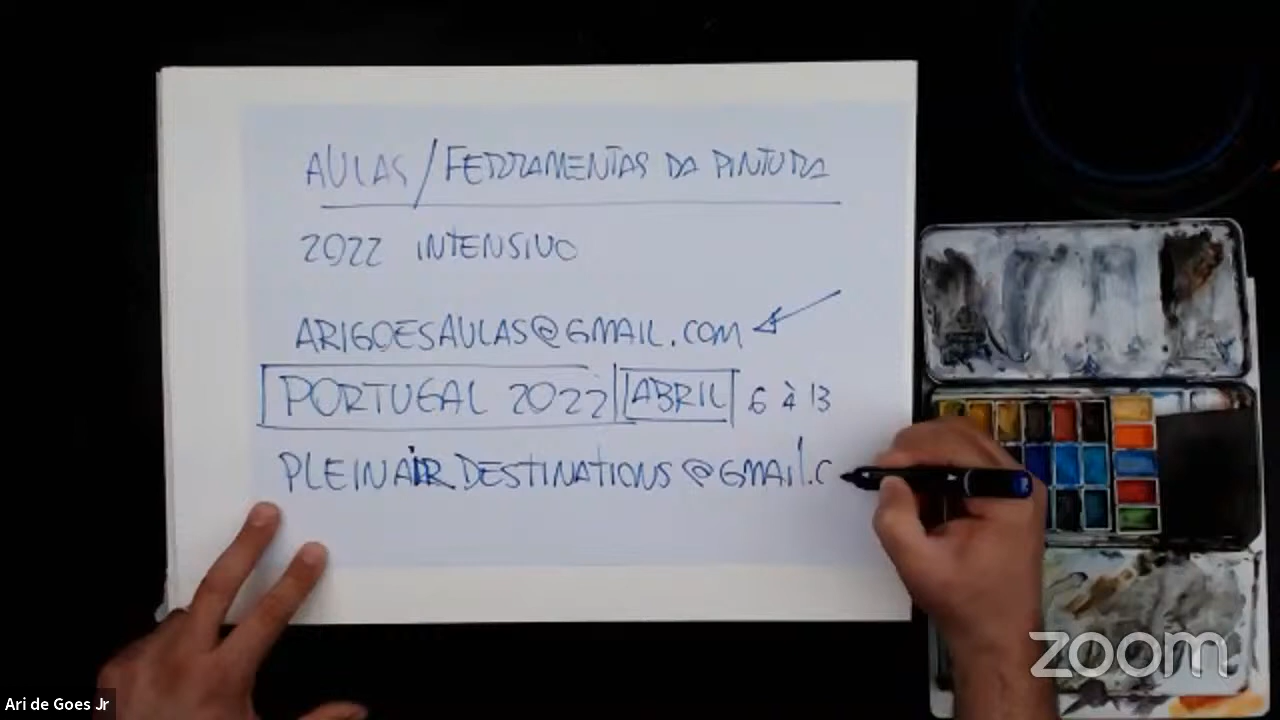 AULAS / FERRAMENTAS DA PINTURA
2022 INTENSIVO
ARIGOESAULAS@GMAIL.COM
PORTUGAL 2022 ABRIL 6 à 13
PLEINAIR DESTINATIONS@GMAIL.C
zoom
Ari de Goes Jr